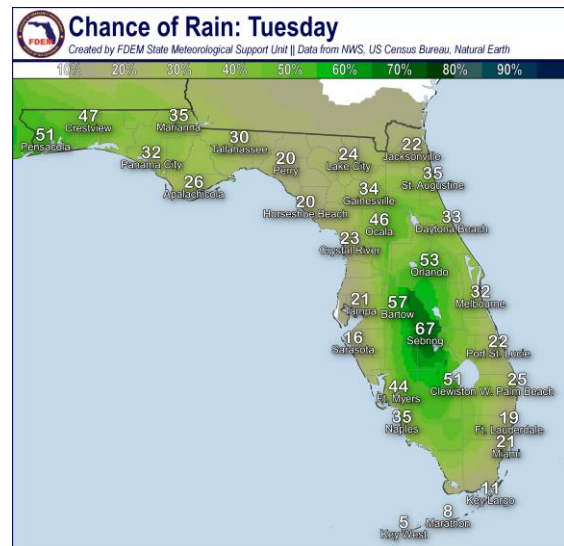 FDEM
Chance of Rain: Tuesday
Created by FDEM State Meteorological Support Unit || Data from NWS, US Census Bureau, Natural Earth
10% 20% 30% 40% 50% 60% 70% 80% 90%
47
Crestview
35
Marianna
51
Pensacola
30
Tallahassee
22
Jacksonville
32
Panama City
20
Perry
24
Lake City
35
St. Augustine
26
Apalachicola
34
Gainesville
20
Horseshoe Beach
46
Ocala
33
Daytona Beach
23
Crystal River
53
Orlando
32
Melbourne
21
Tampa
57
Bartow
67
Sebring
16
Sarasota
22
Port St. Lucie
44
Ft. Myers
51
Clewiston
25
W. Palm Beach
35
Naples
19
Ft. Lauderdale
21
Miami
11
Key Largo
8
Marathon
5
Key West